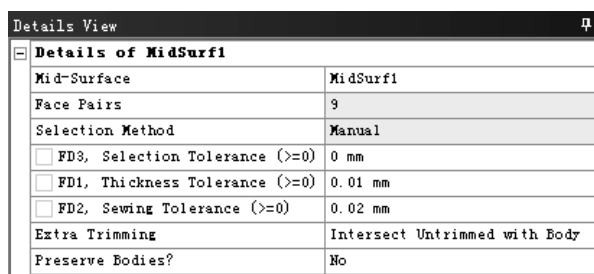 Details View
Details of MidSurf1
Mid-Surface MidSurf1
Face Pairs 9
Selection Method Manual
FD3, Selection Tolerance (>=0) 0 mm
FD1, Thickness Tolerance (>=0) 0.01 mm
FD2, Sewing Tolerance (>=0) 0.02 mm
Extra Trimming Intersect Untrimmed with Body
Preserve Bodies? No